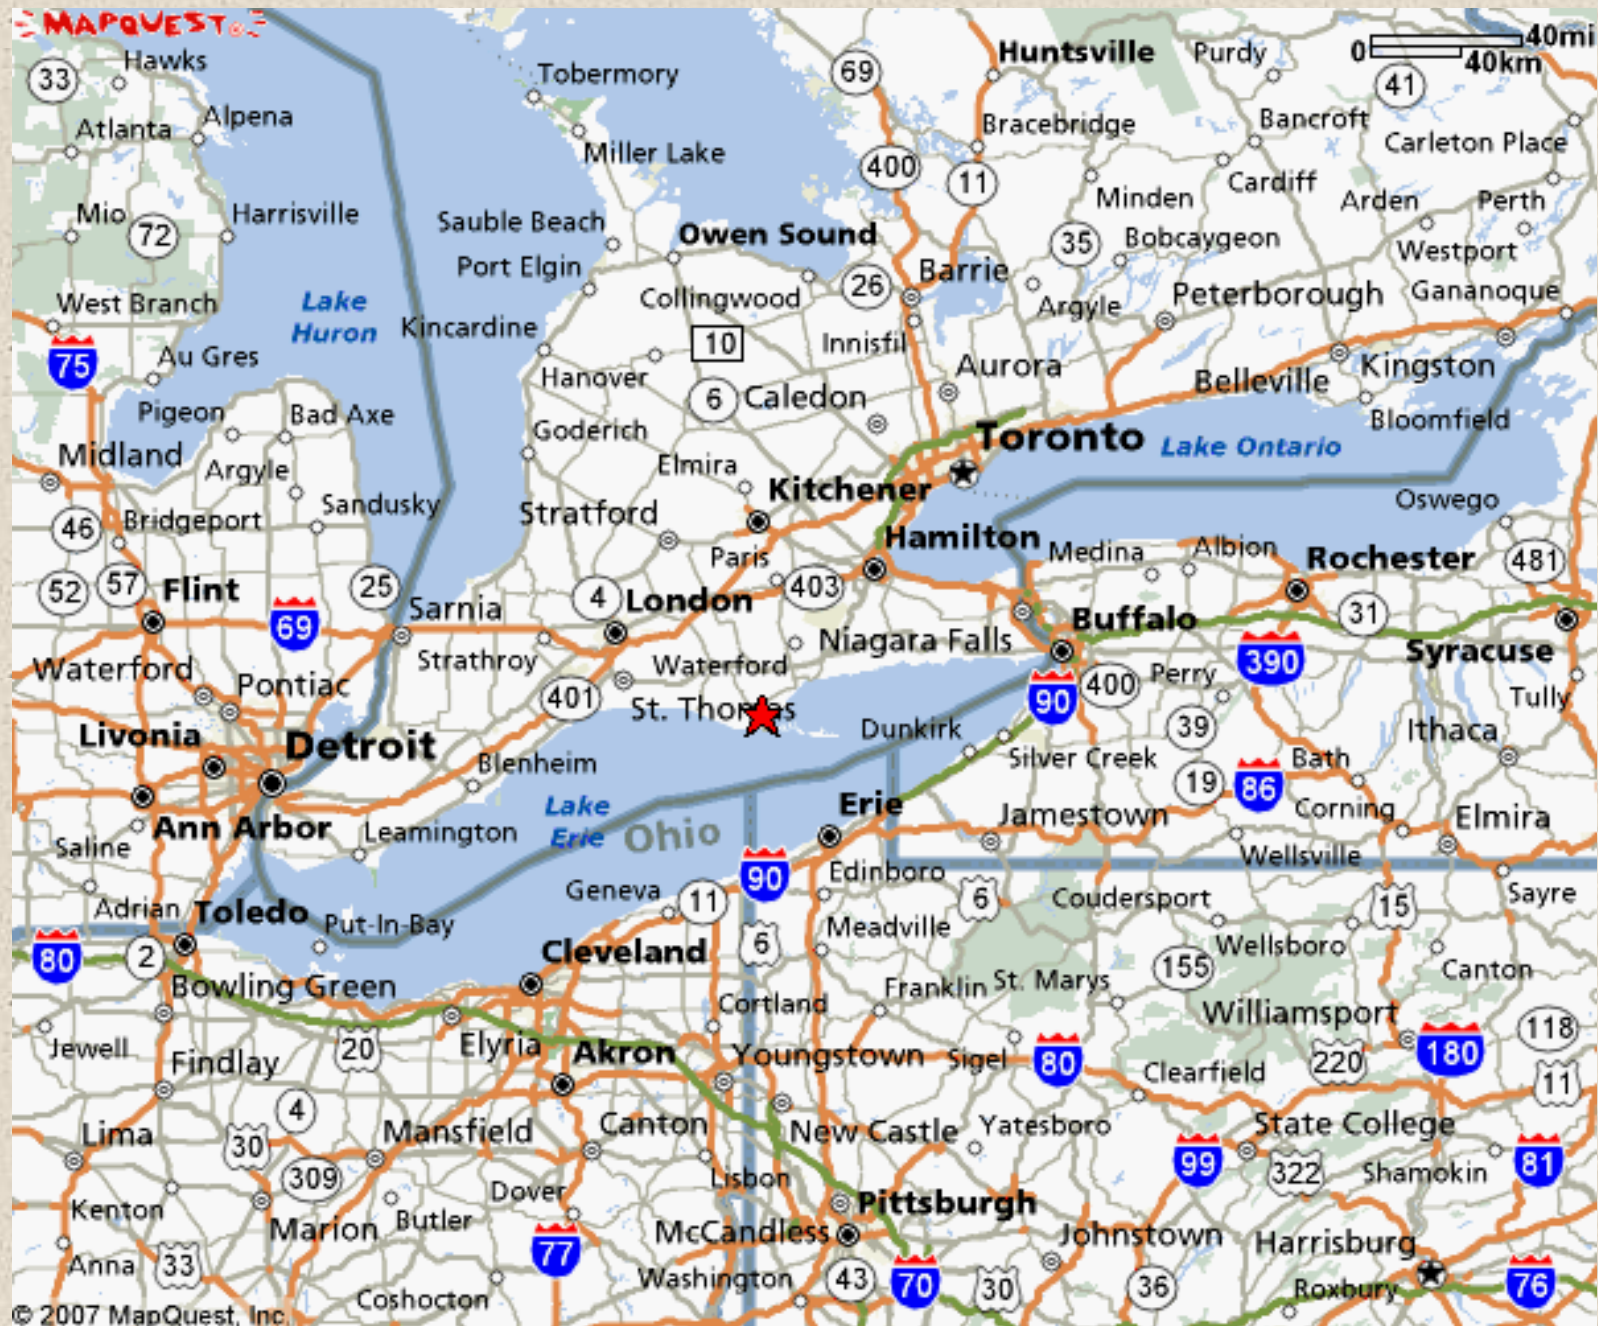 MAPQUEST
Hawks
33
Tobermory
69
Huntsville
Purdy
0
40mi
40km
41
Atlanta
Alpena
Miller Lake
Bracebridge
Bancroft
Carleton Place
400
11
Cardiff
Minden
Arden
Perth
Mio
72
Harrisville
Sauble Beach
Owen Sound
35
Bobcaygeon
Westport
Port Elgin
Barrie
26
Collingwood
Argyle
Peterborough
Gananoque
West Branch
Lake
Huron
Kincardine
10
Innisfil
75
Au Gres
Hanover
Aurora
Kingston
Belleville
6
Caledon
Pigeon
Bad Axe
Goderich
Bloomfield
Toronto
Lake Ontario
Midland
Argyle
Elmira
Kitchener
Sandusky
Oswego
46
Bridgeport
Stratford
Hamilton
Paris
Medina
Albion
Rochester
481
52
57
Flint
25
Sarnia
4
London
403
31
69
Buffalo
Niagara Falls
Strathroy
Waterford
Syracuse
Waterford
Pontiac
401
400
Perry
390
90
Tully
St. Thomas
Livonia
Detroit
Dunkirk
39
Ithaca
Silver Creek
Blenheim
Bath
19
86
Lake
Erie
Ohio
Erie
Jamestown
Corning
Elmira
Ann Arbor
Leamington
Saline
Wellsville
90
Edinboro
Geneva
11
6
Coudersport
15
Sayre
Adrian
Toledo
Put-In-Bay
Meadville
Cleveland
6
Wellsboro
80
2
155
Canton
Bowling Green
Cortland
Franklin
St. Marys
Williamsport
Jewell
20
Elyria
Akron
Youngstown
Sigel
80
220
180
118
Findlay
Clearfield
11
4
Lima
30
Mansfield
Canton
New Castle
Yatesboro
State College
99
322
Shamokin
81
309
Lisbon
Dover
Kenton
Pittsburgh
Marion
Butler
McCandless
Johnstown
Harrisburg
77
Anna
33
Washington
43
70
30
36
Roxbury
76
Coshocton
© 2007 MapQuest, Inc.